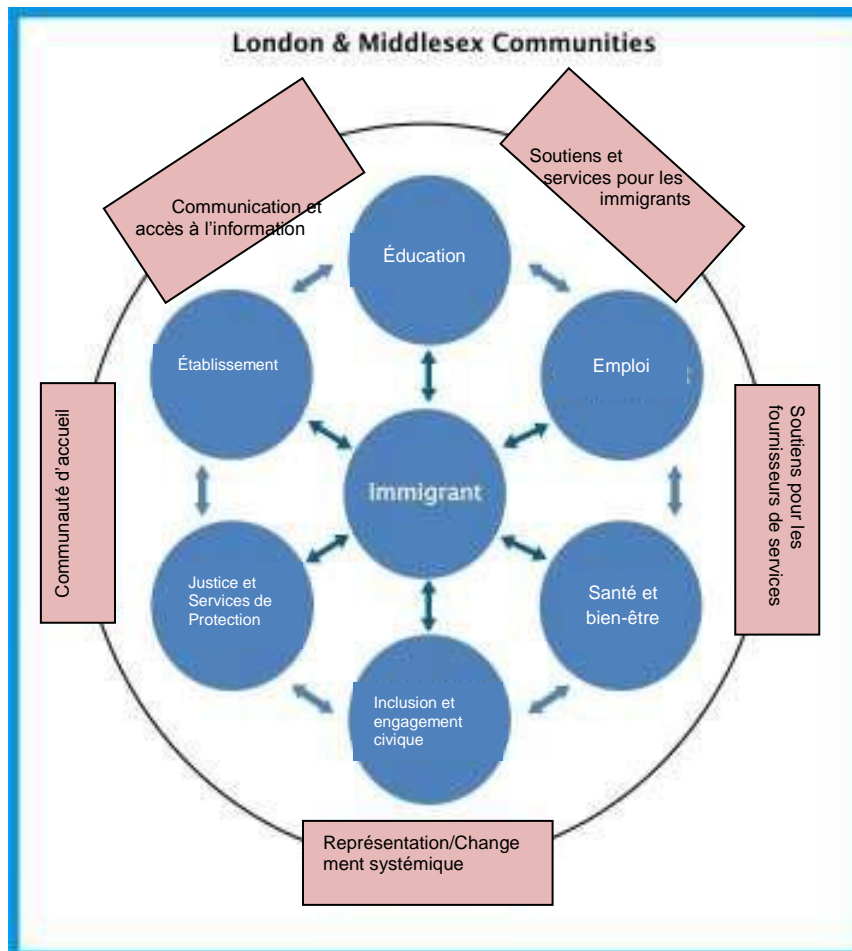 London & Middlesex Communities
Communication et
accès à l’information
Soutiens et
services pour les
immigrants
Éducation
Établissement
Emploi
Communauté d’accueil
Immigrant
Soutiens pour les
fournisseurs de services
Justice et
Services de
Protection
Santé et
bien-être
Inclusion et
engagement
civique
Représentation/Change
ment systémique